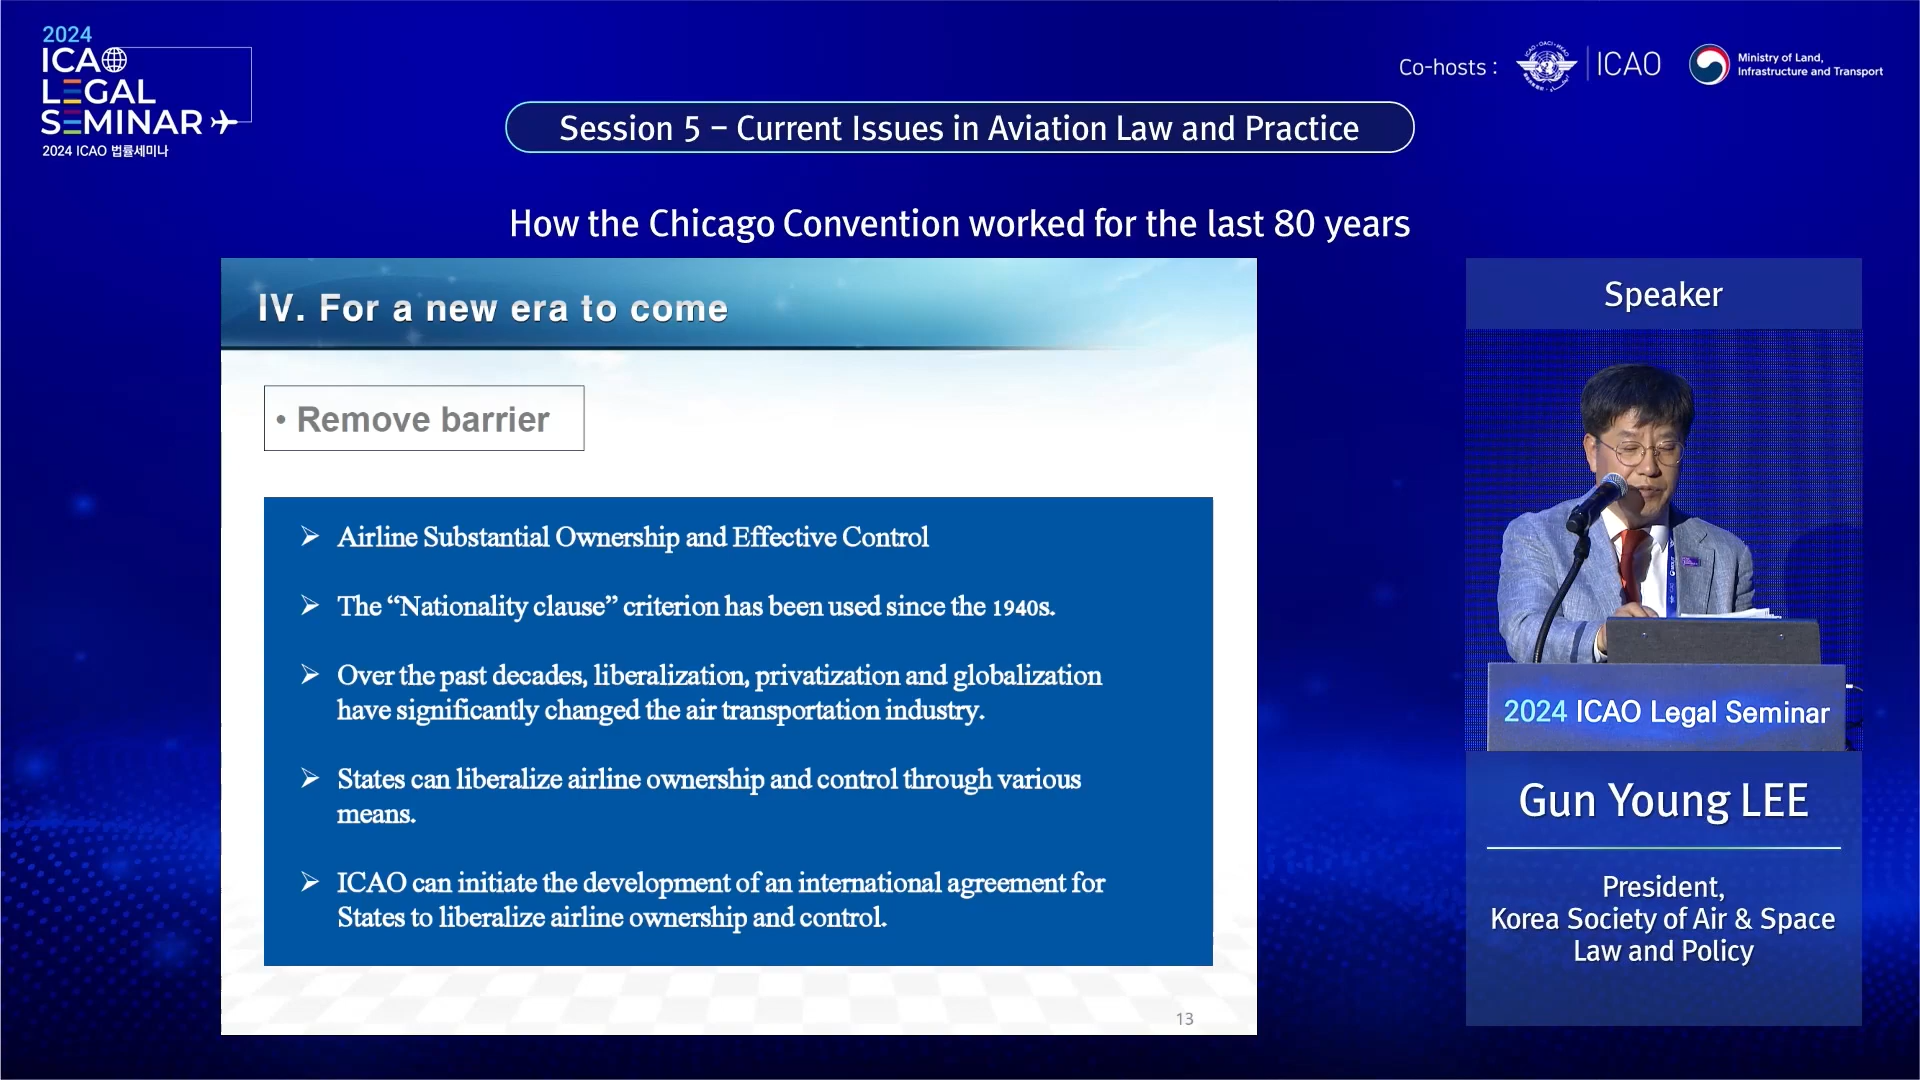 2024
ICAO
LEGAL
SEMINAR
2024 ICAO 법률세미나
Co-hosts :
ICAO
Ministry of Land,
Infrastructure and Transport
Session 5 – Current Issues in Aviation Law and Practice
How the Chicago Convention worked for the last 80 years
IV. For a new era to come
• Remove barrier
➢ Airline Substantial Ownership and Effective Control
➢ The “Nationality clause” criterion has been used since the 1940s.
➢ Over the past decades, liberalization, privatization and globalization
have significantly changed the air transportation industry.
➢ States can liberalize airline ownership and control through various
means.
➢ ICAO can initiate the development of an international agreement for
States to liberalize airline ownership and control.
13
Speaker
2024 ICAO Legal Seminar
Gun Young LEE
President,
Korea Society of Air & Space
Law and Policy